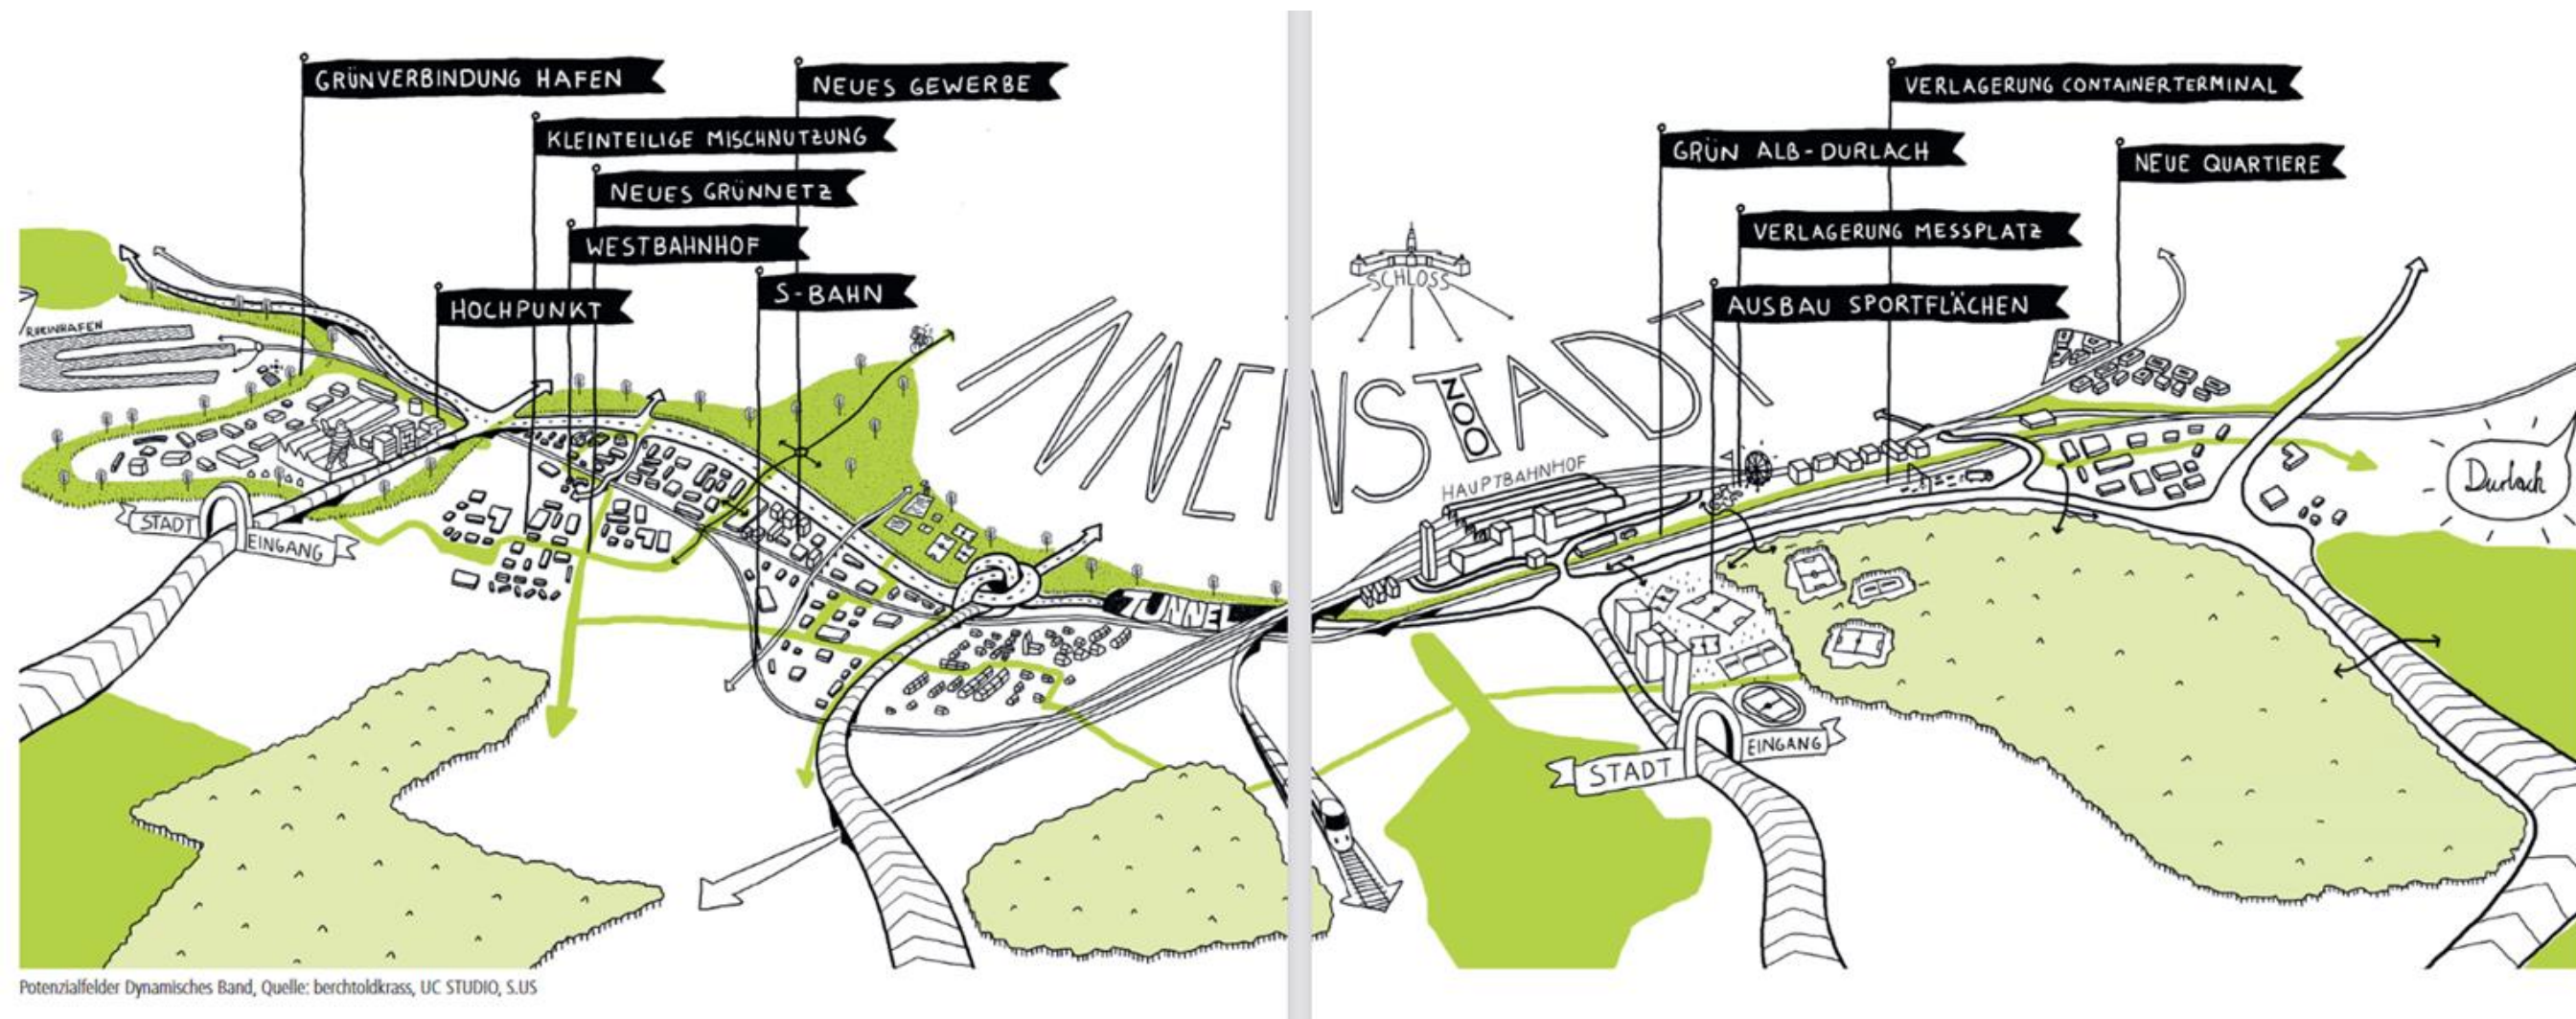 GRÜNVERBINDUNG HAFEN
NEUES GEWERBE
KLEINTEILIGE MISCHNUTZUNG
NEUES GRÜNNETZ
WESTBAHNHOF
S-BAHN
HOCHPUNKT
RHEINHAFEN
STADT
EINGANG
TUNNEL
INNENSTADT
SCHLOSS
ZOO
HAUPTBAHNHOF
VERLAGERUNG CONTAINERTERMINAL
GRÜN ALB-DURLACH
NEUE QUARTIERE
VERLAGERUNG MESSPLATZ
AUSBAU SPORTFLÄCHEN
Durlach
STADT
EINGANG
Potenzialfelder Dynamisches Band, Quelle: berchtoldkrass, UC STUDIO, S.US